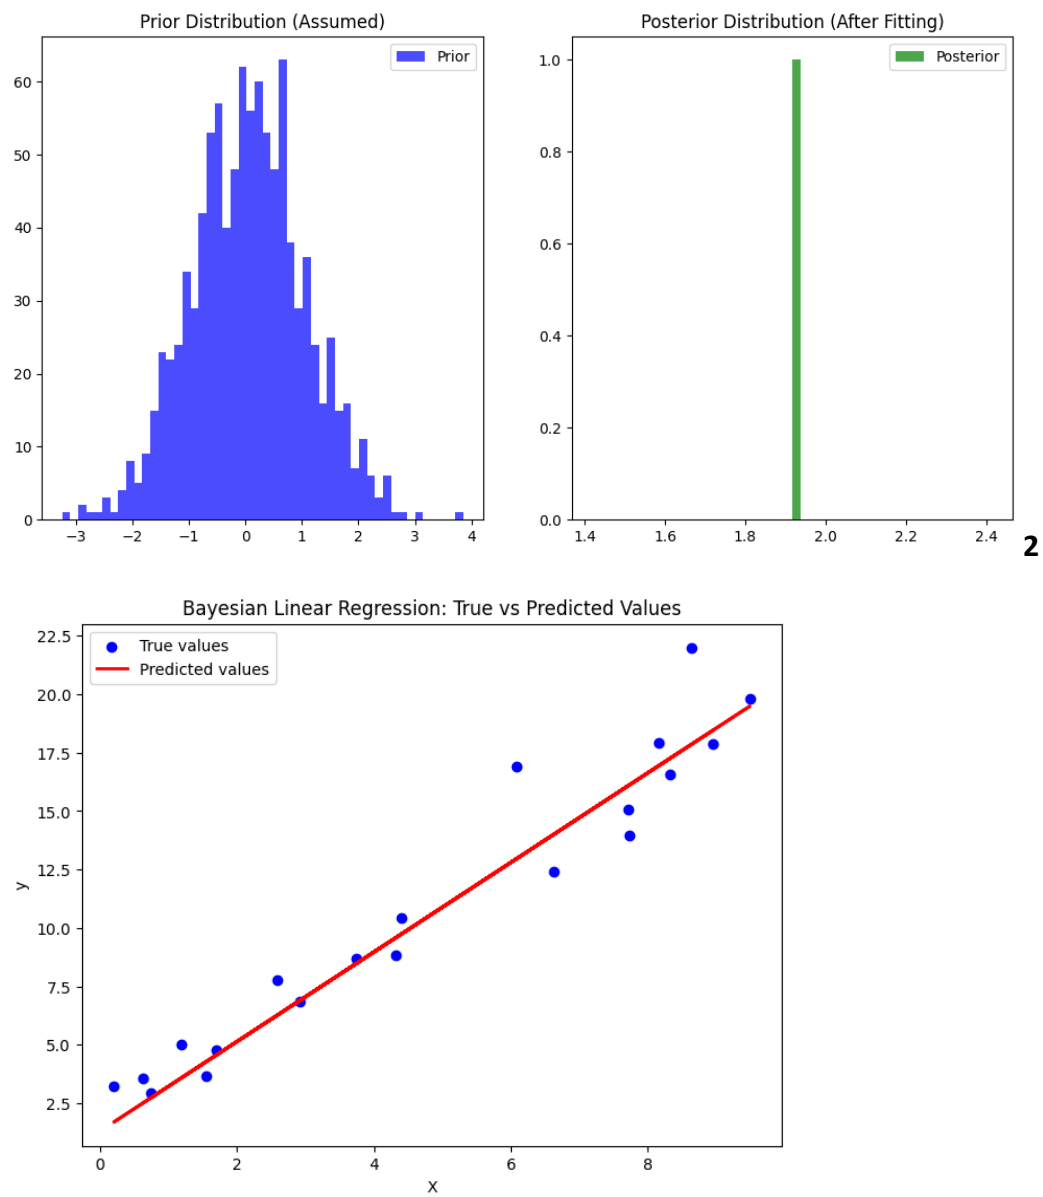 Prior Distribution (Assumed)
Prior
60
50
40
30
20
10
0
−3 −2 −1 0 1 2 3 4
Posterior Distribution (After Fitting)
Posterior
1.0
0.8
0.6
0.4
0.2
0.0
1.4 1.6 1.8 2.0 2.2 2.4
2
Bayesian Linear Regression: True vs Predicted Values
True values
Predicted values
22.5
20.0
17.5
15.0
12.5
10.0
7.5
5.0
2.5
y
0 2 4 6 8
X